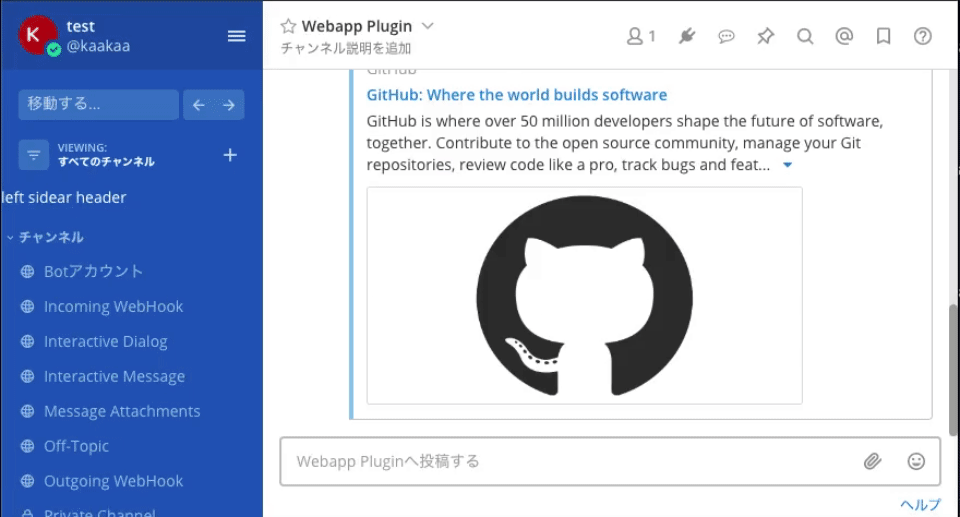 K
test
@kaakaa
移動する...
VIEWING:
すべてのチャンネル
left sidear header
チャンネル
Botアカウント
Incoming WebHook
Interactive Dialog
Interactive Message
Message Attachments
Off-Topic
Outgoing WebHook
Private Channel
Webapp Plugin
チャンネル説明を追加
1
GitHub
GitHub: Where the world builds software
GitHub is where over 50 million developers shape the future of software,
together. Contribute to the open source community, manage your Git
repositories, review code like a pro, track bugs and feat...
Webapp Pluginへ投稿する
ヘルプ